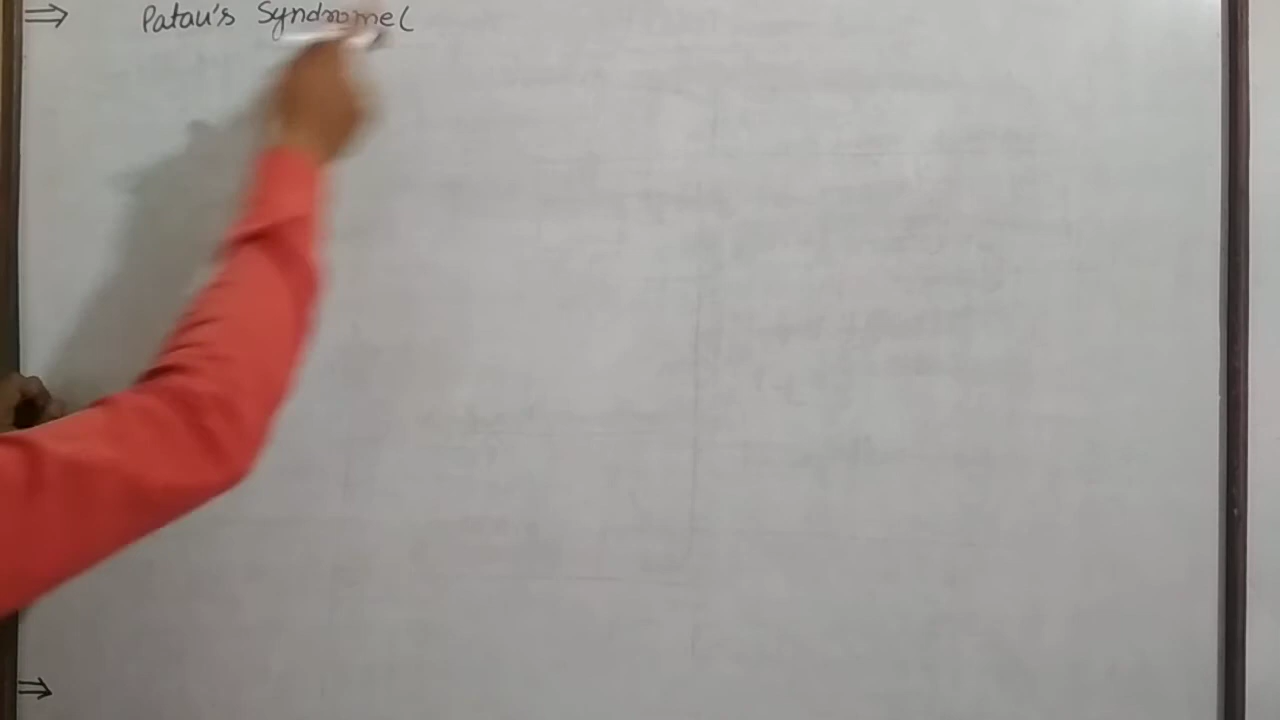 ⇒ Patau's Syndrome(
⇒